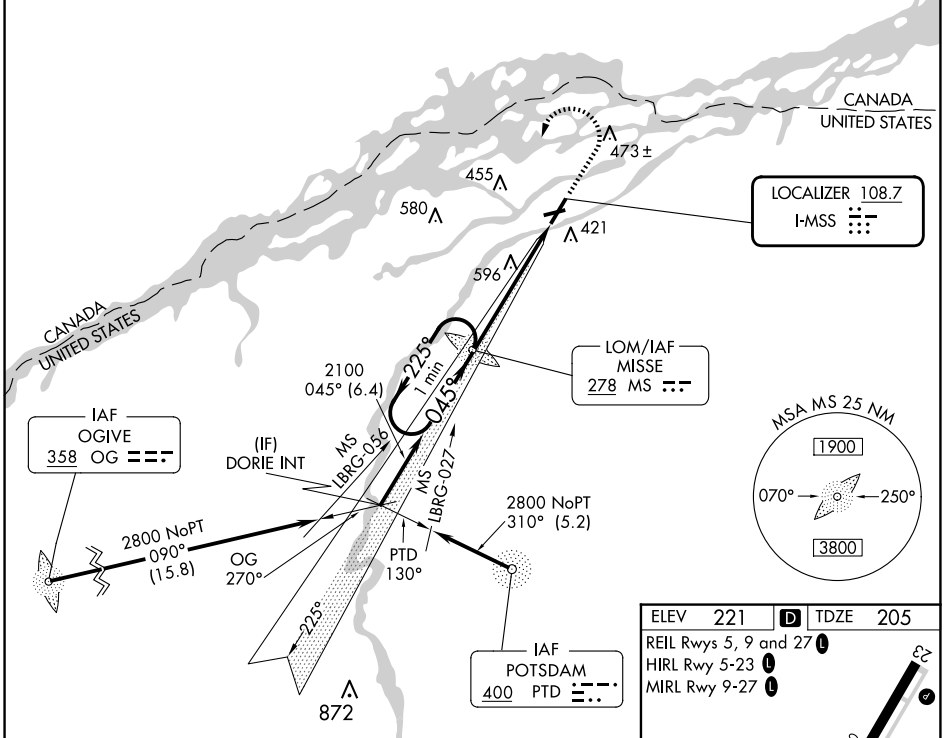 CANADA
UNITED STATES
473 ±
455
580
421
596
LOCALIZER 108.7
I-MSS
CANADA
UNITED STATES
2100
045° (6.4)
225°
1 min
045°
LOM/IAF
MISSE
278 MS
IAF
OGIVE
358 OG
(IF)
DORIE INT
MS
LBRG-056
MS
LBRG-027
2800 NoPT
090°
(15.8)
OG
270°
PTD
130°
2800 NoPT
310° (5.2)
225°
872
IAF
POTSDAM
400 PTD
MSA MS 25 NM
1900
070°
250°
3800
ELEV 221 D TDZE 205
REIL Rwys 5, 9 and 27 L
HIRL Rwy 5-23 L
MIRL Rwy 9-27 L
23